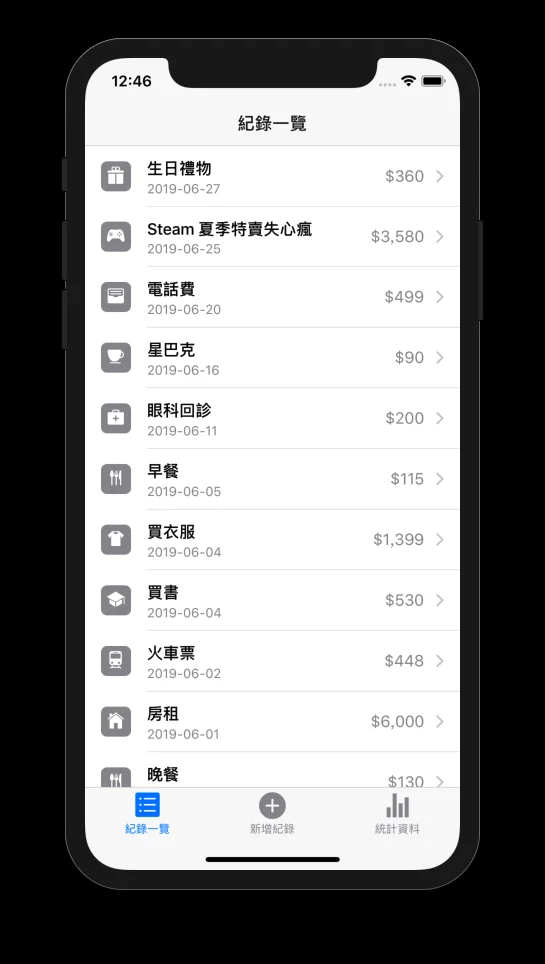 12:46
紀錄一覽
生日禮物
$360
2019-06-27
Steam 夏季特賣失心瘋
$3,580
2019-06-25
電話費
$499
2019-06-20
星巴克
$90
2019-06-16
眼科回診
$200
2019-06-11
早餐
$115
2019-06-05
買衣服
$1,399
2019-06-04
買書
$530
2019-06-04
火車票
$448
2019-06-02
房租
$6,000
2019-06-01
晚餐
$130
紀錄一覽
新增紀錄
統計資料